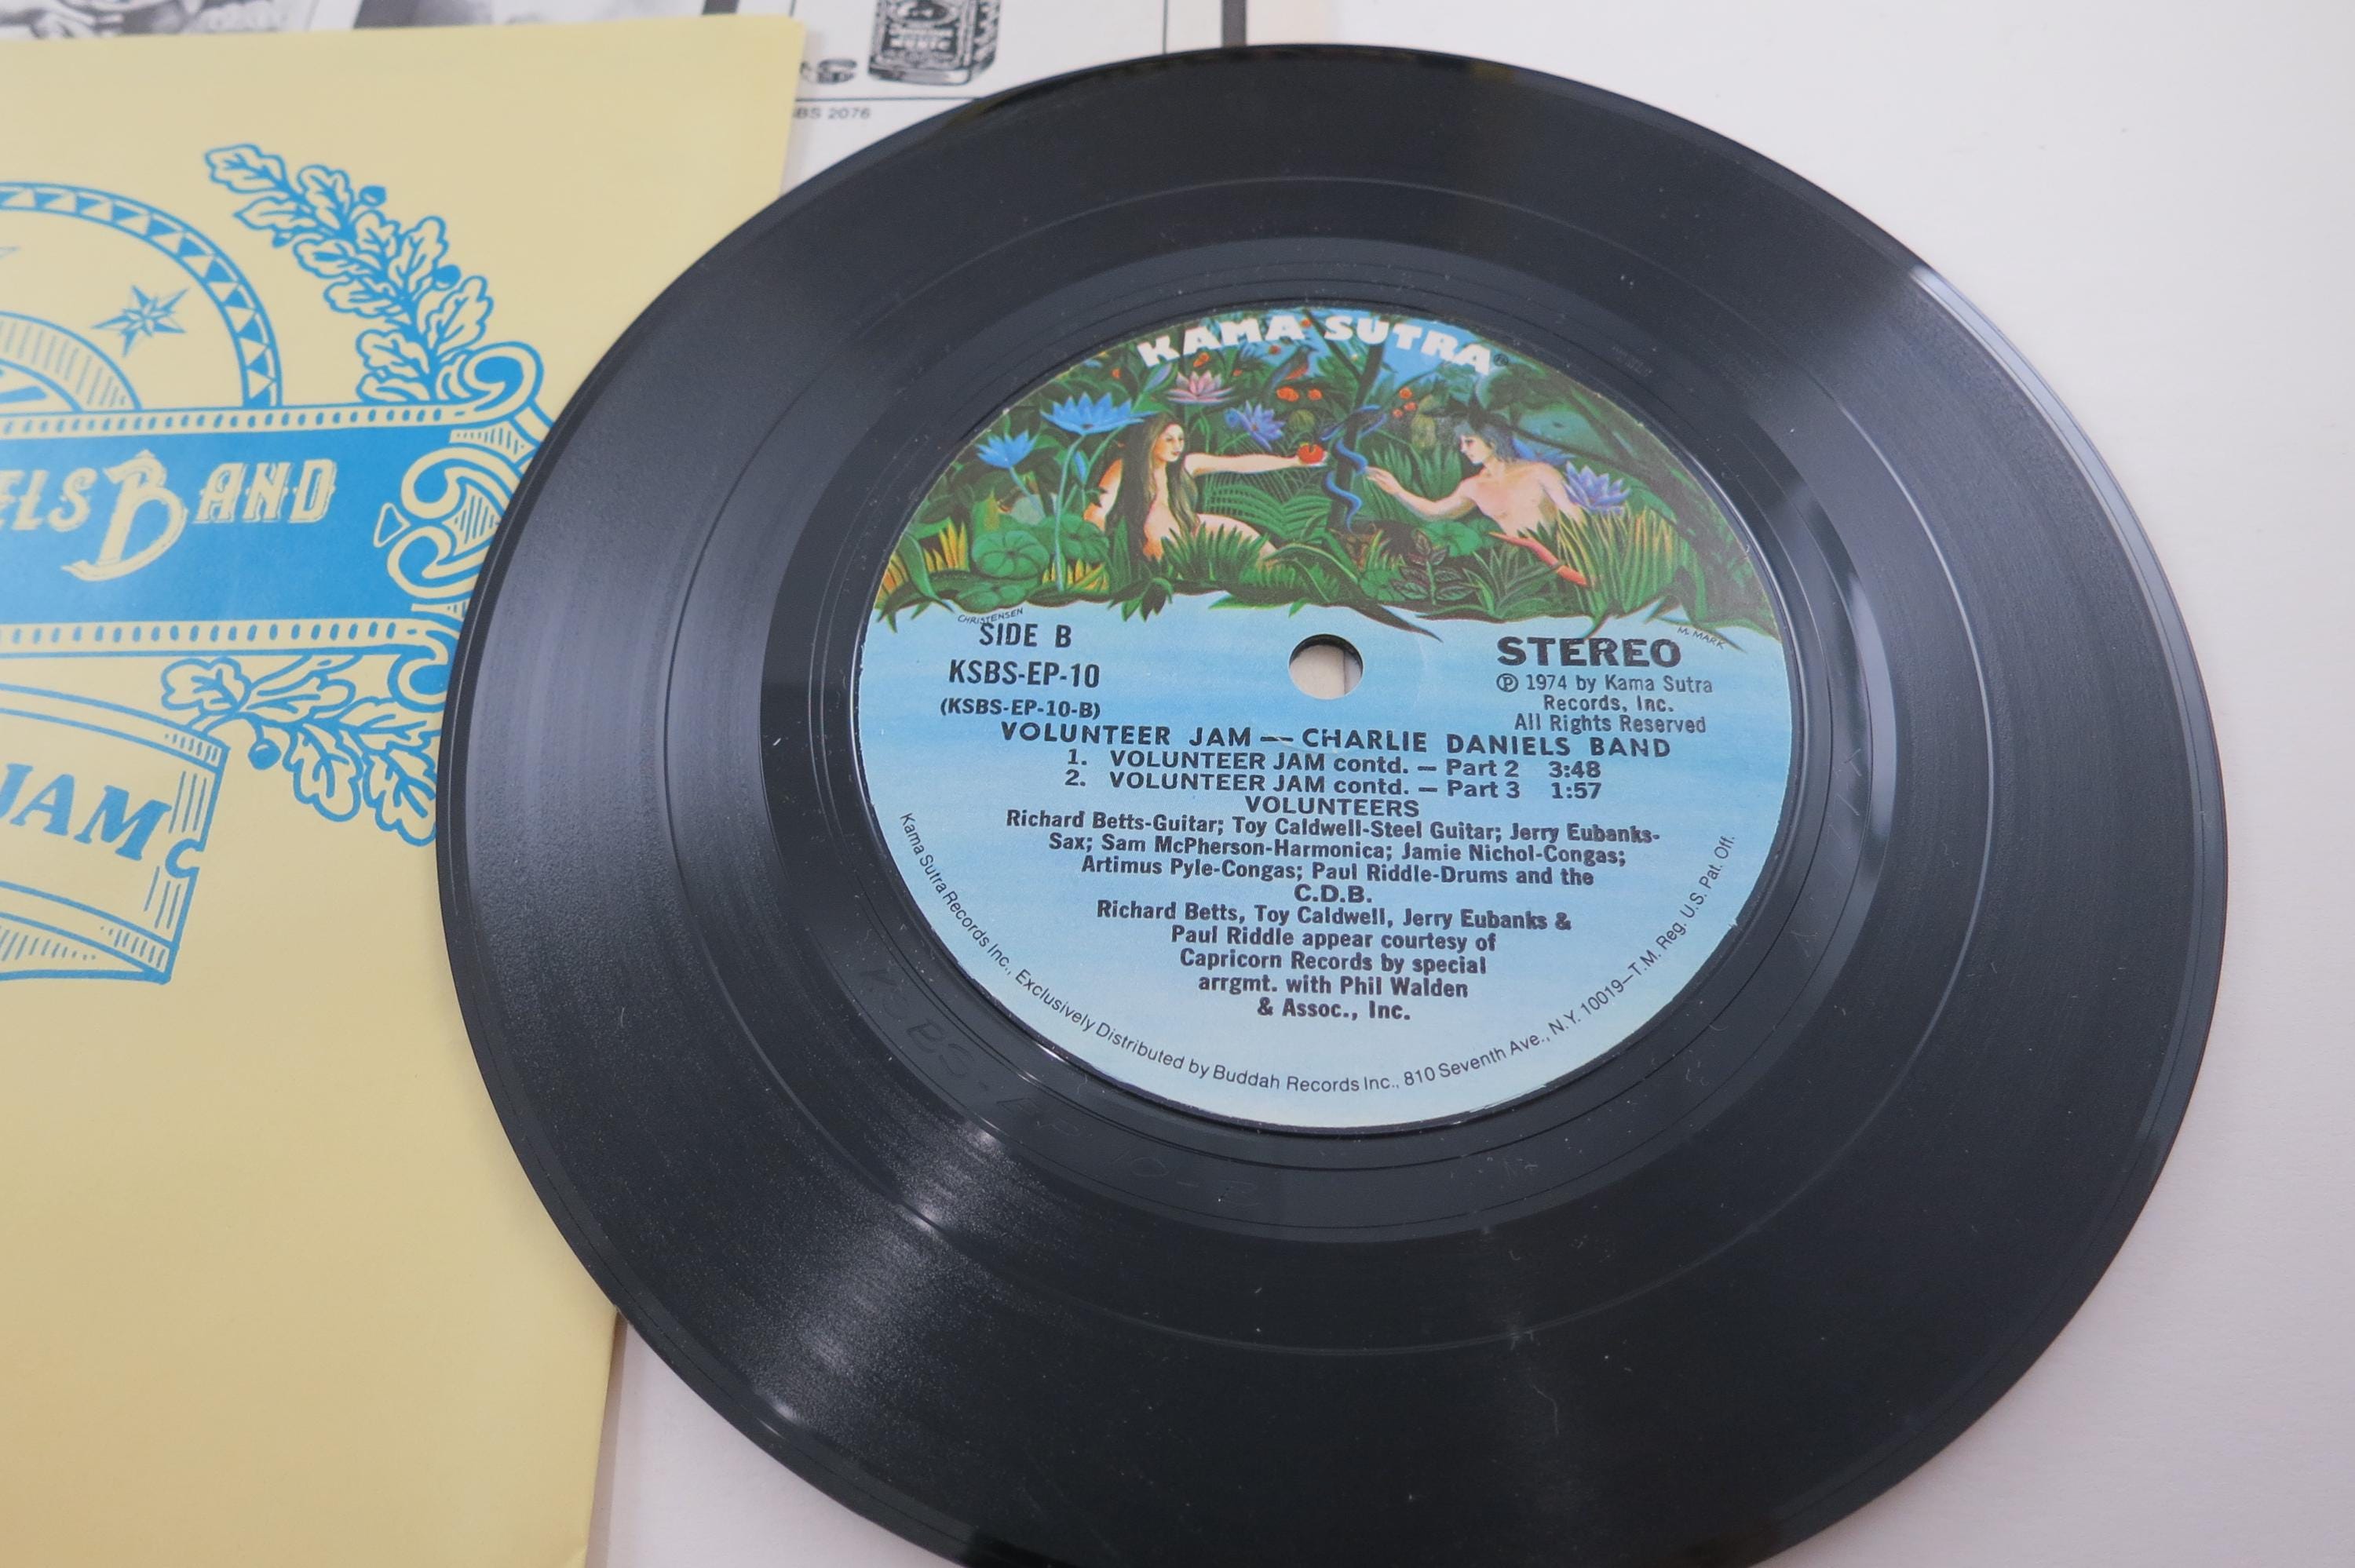 BS 2076
ELS BAND
JAM
KAMA SUTRA®
CHRISTENSEN
M. MARK
SIDE B
KSBS-EP-10
(KSBS-EP-10-B)
STEREO
Ⓟ 1974 by Kama Sutra
Records, Inc.
All Rights Reserved
VOLUNTEER JAM — CHARLIE DANIELS BAND
1. VOLUNTEER JAM contd. — Part 2 3:48
2. VOLUNTEER JAM contd. — Part 3 1:57
VOLUNTEERS
Richard Betts-Guitar; Toy Caldwell-Steel Guitar; Jerry Eubanks-
Sax; Sam McPherson-Harmonica; Jamie Nichol-Congas;
Artimus Pyle-Congas; Paul Riddle-Drums and the
C.D.B.
Richard Betts, Toy Caldwell, Jerry Eubanks &
Paul Riddle appear courtesy of
Capricorn Records by special
arrgmt. with Phil Walden
& Assoc., Inc.
Kama Sutra Records Inc., Exclusively Distributed by Buddah Records Inc., 810 Seventh Ave., N.Y. 10019—T.M. Reg. U.S. Pat. Off.